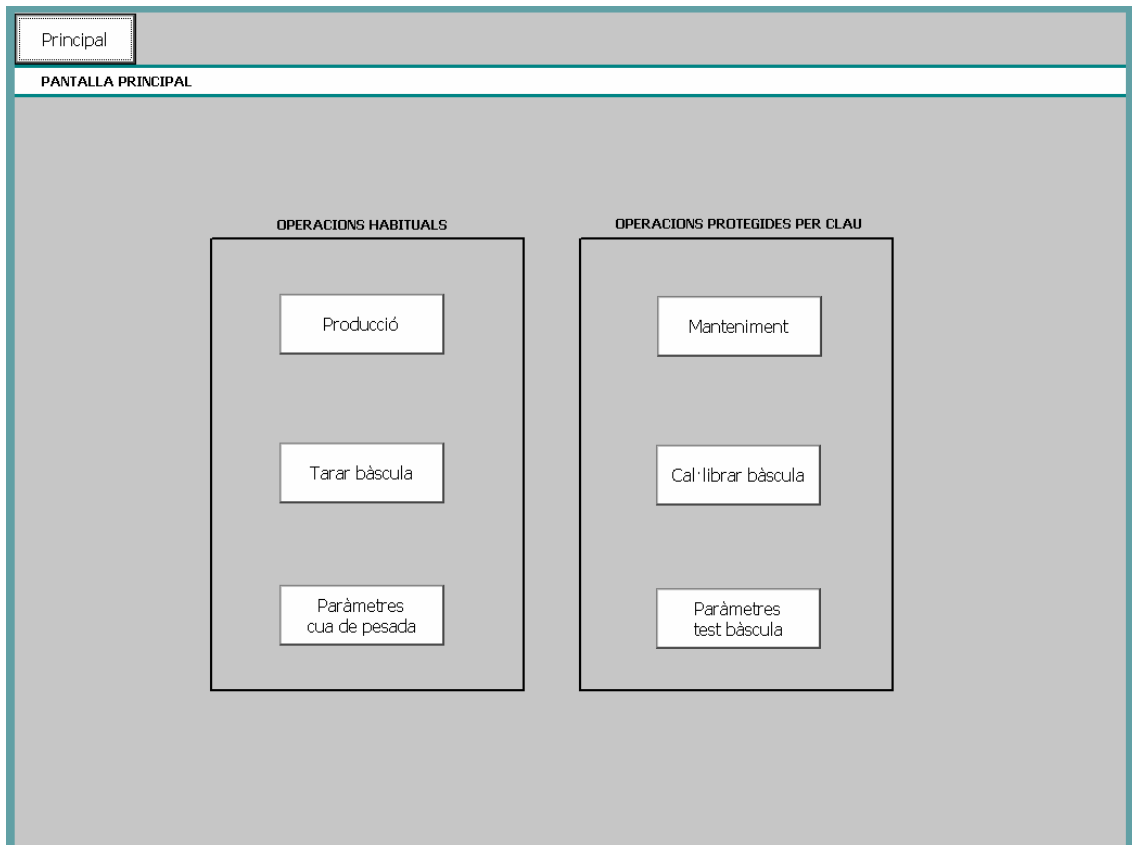 Principal
PANTALLA PRINCIPAL
OPERACIONS HABITUALS
Producció
Tarar bàscula
Paràmetres
cua de pesada
OPERACIONS PROTEGIDES PER CLAU
Manteniment
Cal·librar bàscula
Paràmetres
test bàscula